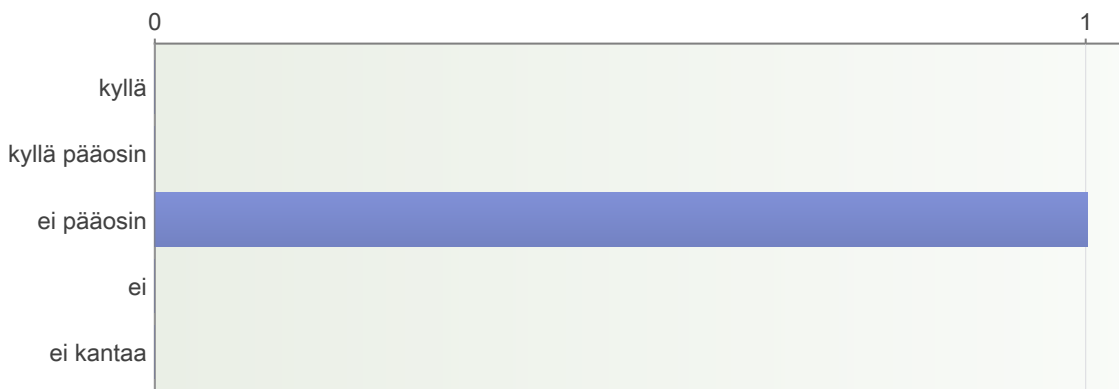 0 1
kyllä
kyllä pääosin
ei pääosin
ei
ei kantaa